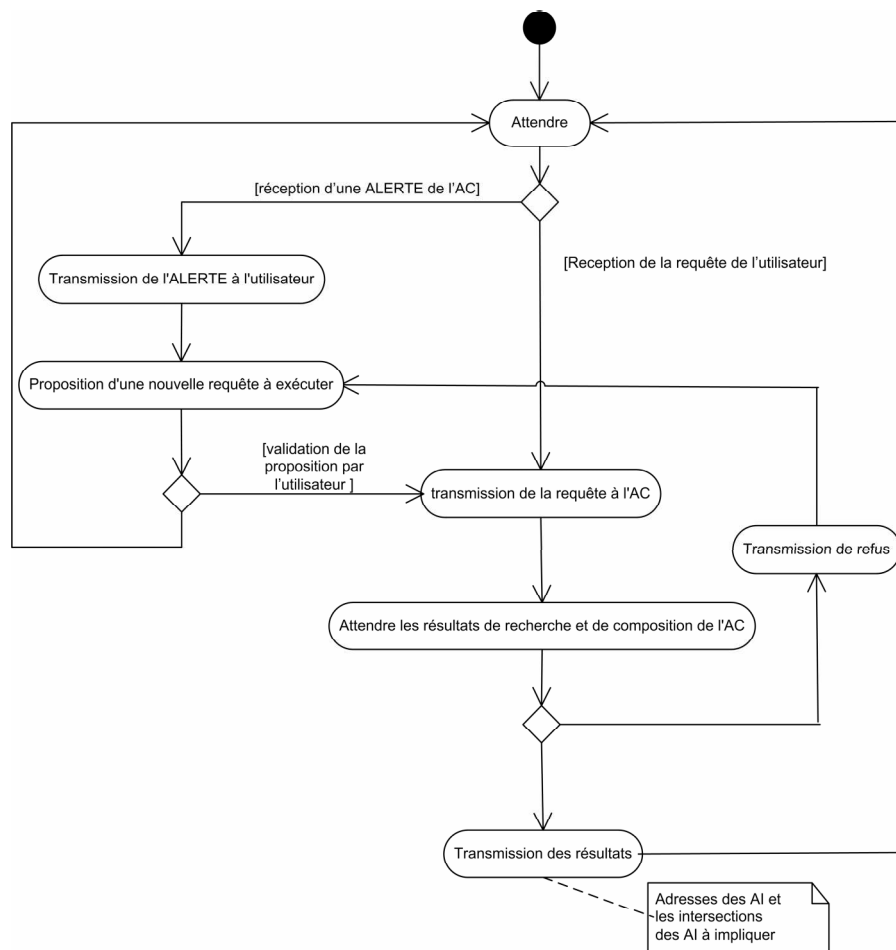 Attendre
[réception d'une ALERTE de l'AC]
[Reception de la requête de l'utilisateur]
Transmission de l'ALERTE à l'utilisateur
Proposition d'une nouvelle requête à exécuter
[validation de la
proposition par
l'utilisateur ]
transmission de la requête à l'AC
Transmission de refus
Attendre les résultats de recherche et de composition de l'AC
Transmission des résultats
Adresses des AI et
les intersections
des AI à impliquer